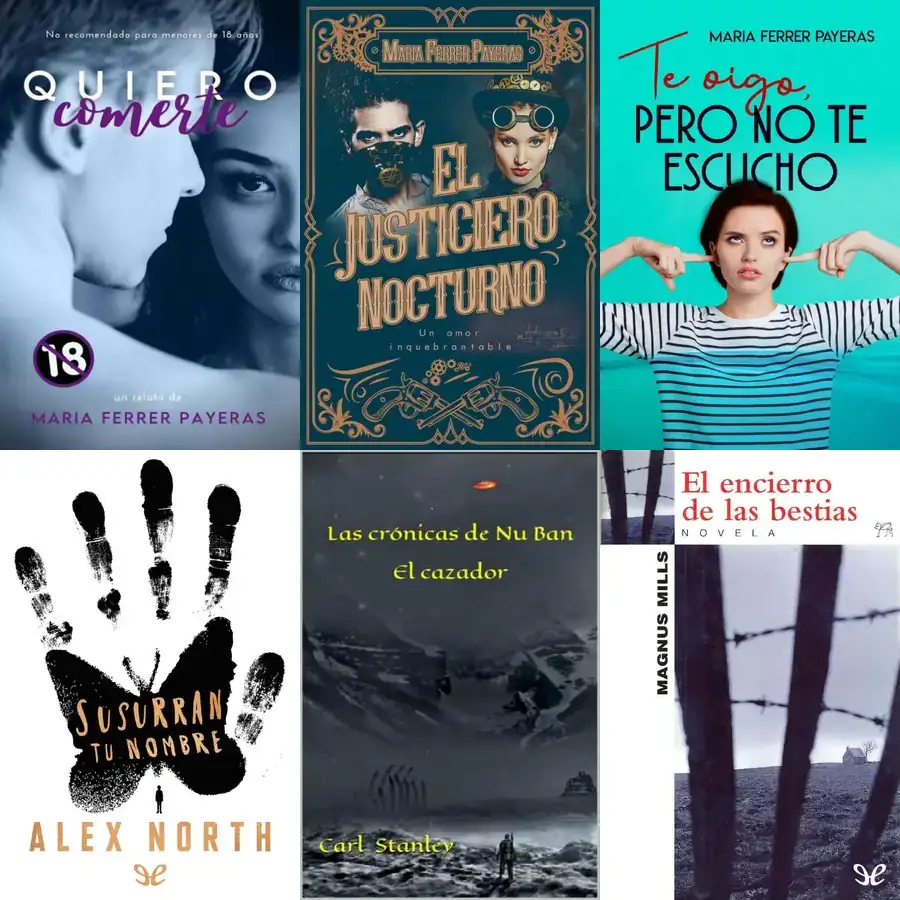 No recomendado para menores de 18 años
QUIERO
comerte
18
un relato de
MARIA FERRER PAYERAS
MARIA FERRER PAYERAS
EL
JUSTICIERO
NOCTURNO
Un amor
inquebrantable
MARIA FERRER PAYERAS
Te oigo,
PERO NO TE
ESCUCHO
SUSURRAN
TU NOMBRE
ALEX NORTH
Las crónicas de Nu Ban
El cazador
Carl Stanley
El encierro
de las bestias
NOVELA
MAGNUS MILLS